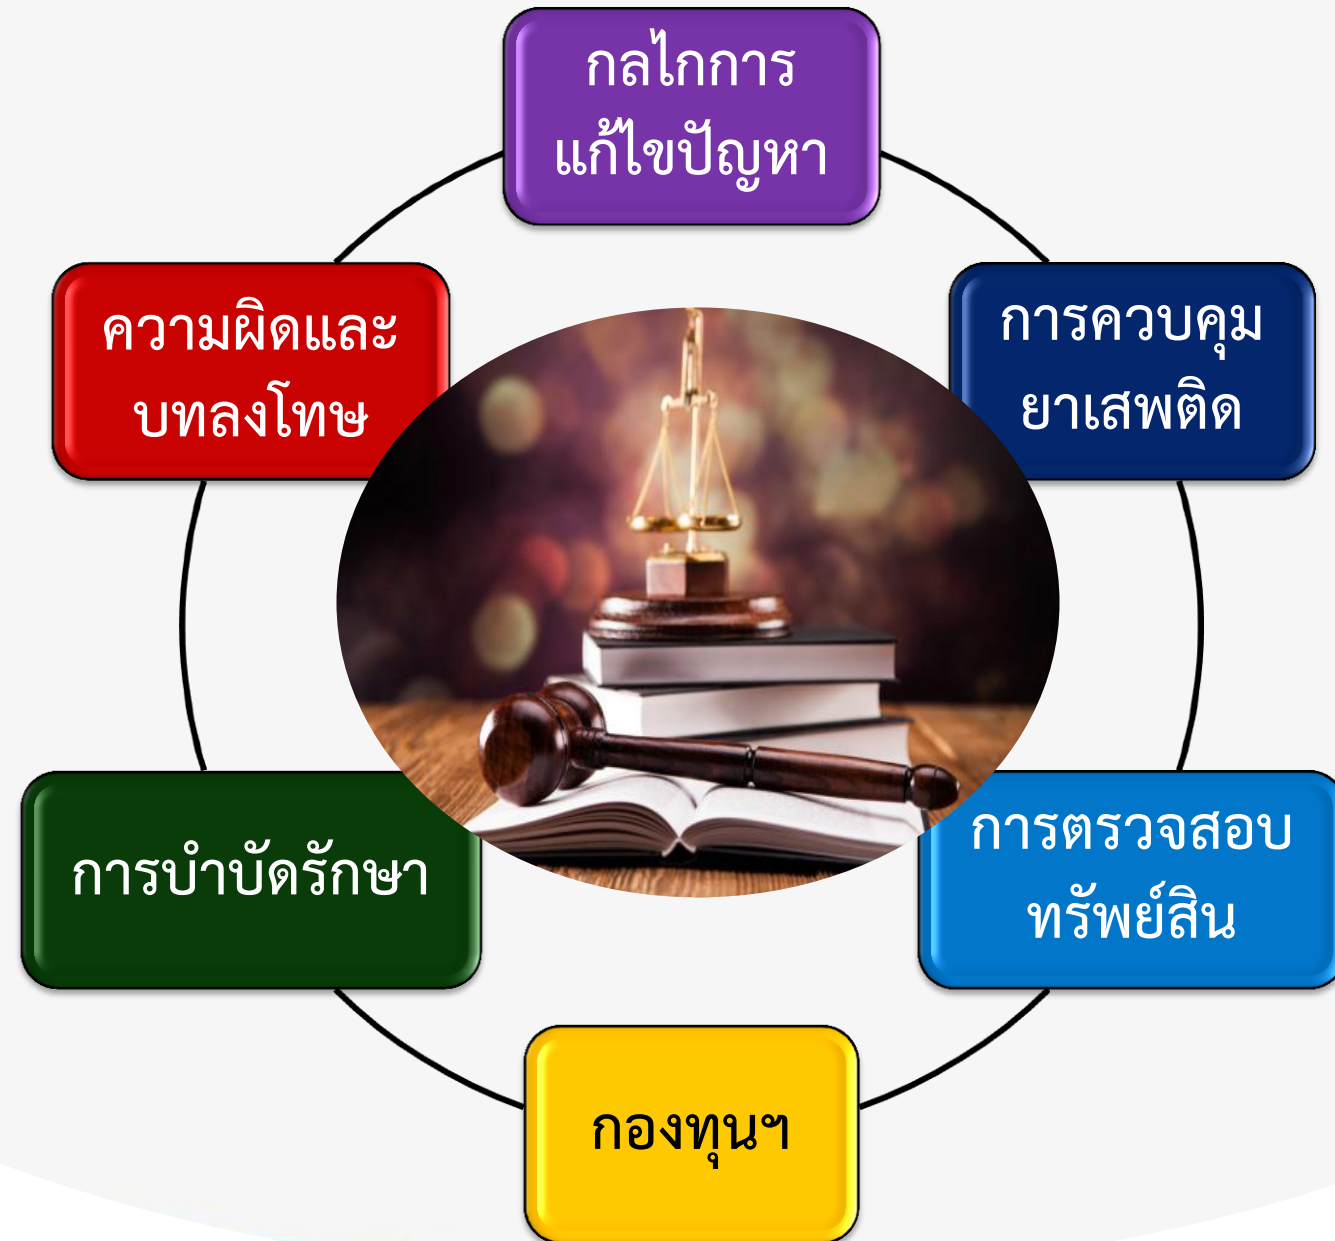 กลไกการ
แก้ไขปัญหา
ความผิดและ
บทลงโทษ
การควบคุม
ยาเสพติด
การบำบัดรักษา
การตรวจสอบ
ทรัพย์สิน
กองทุนฯ